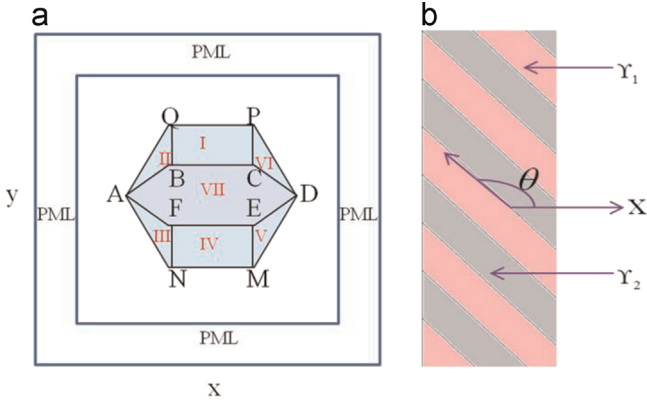 a
PML
Q P
I
II VI
B C
A VII D
F E
III IV V
N M
y
PML
PML
PML
x
b
ϒ1
θ
X
ϒ2